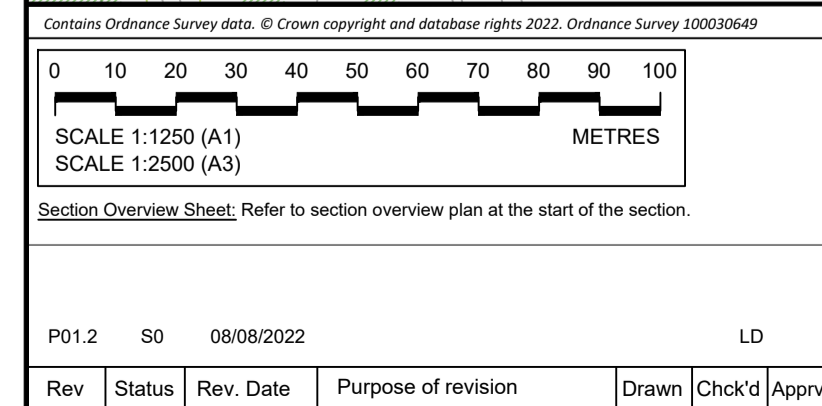 Contains Ordnance Survey data. © Crown copyright and database rights 2022. Ordnance Survey 100030649
0 10 20 30 40 50 60 70 80 90 100
SCALE 1:1250 (A1) METRES
SCALE 1:2500 (A3)
Section Overview Sheet: Refer to section overview plan at the start of the section.
P01.2 S0 08/08/2022 LD
Rev Status Rev. Date Purpose of revision Drawn Chck'd Apprv